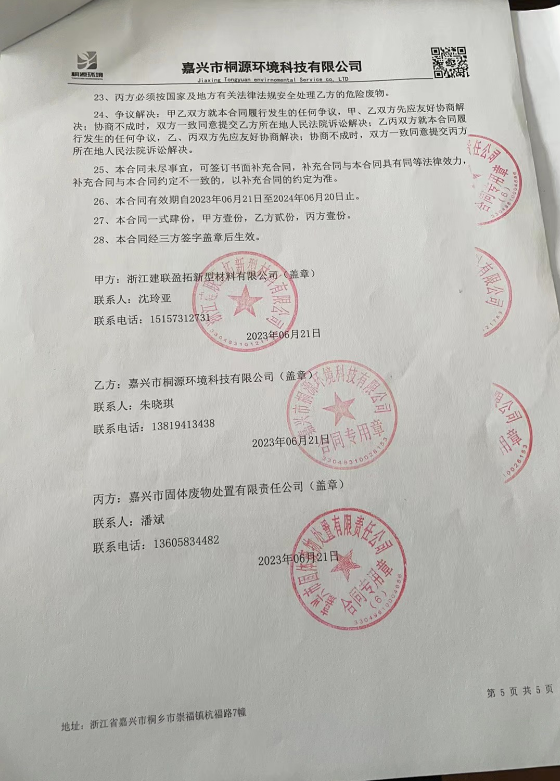 桐源环境
嘉兴市桐源环境科技有限公司
Jiaxing Tongyuan envirnomental Service co, LTD
23、丙方必须按国家及地方有关法律法规安全处理乙方的危险废物。
24、争议解决：甲乙双方就本合同履行发生的任何争议，甲、乙双方先应友好协商解
决；协商不成时，双方一致同意提交乙方所在地人民法院诉讼解决；乙丙双方就本合同履
行发生的任何争议，乙、丙双方先应友好协商解决；协商不成时，双方一致同意提交丙方
所在地人民法院诉讼解决。
25、本合同未尽事宜，可签订书面补充合同，补充合同与本合同具有同等法律效力，
补充合同与本合同约定不一致的，以补充合同的约定为准。
26、本合同有效期自2023年06月21日至2024年06月20日止。
27、本合同一式肆份，甲方壹份，乙方贰份，丙方壹份。
28、本合同经三方签字盖章后生效。
甲方：浙江建联盈拓新型材料有限公司（盖章）
联系人：沈玲亚
联系电话：15157312731
2023年06月21日
乙方：嘉兴市桐源环境科技有限公司（盖章）
联系人：朱晓琪
联系电话：13819413438
2023年06月21日
嘉兴市桐源环境科技有限公司
合同专用章
丙方：嘉兴市固体废物处置有限责任公司（盖章）
联系人：潘斌
联系电话：13605834482
2023年06月21日
嘉兴市固体废物处置有限责任公司
合同专用章
（6）
第 5 页 共 5 页
地址：浙江省嘉兴市桐乡市崇福镇杭福路7幢